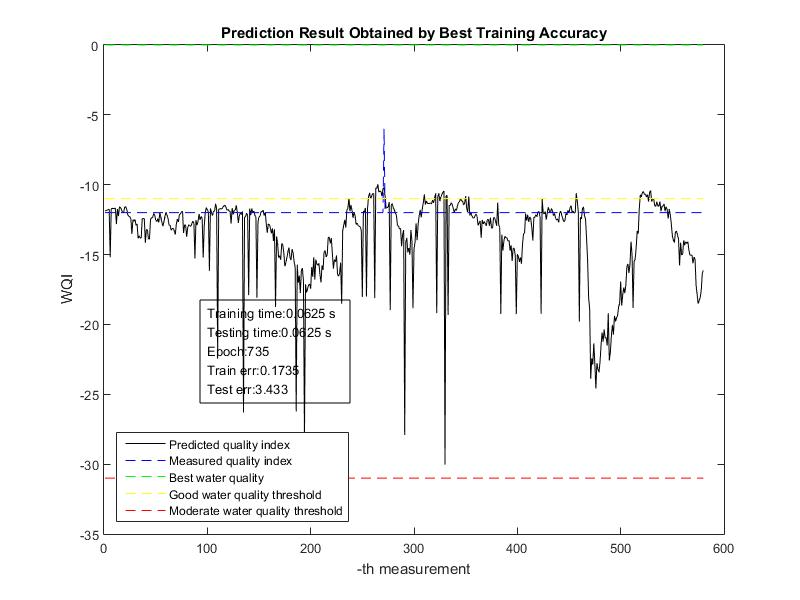 Prediction Result Obtained by Best Training Accuracy
0
-5
-10
-15
-20
-25
-30
-35
WQI
Training time:0.0625 s
Testing time:0.0625 s
Epoch:735
Train err:0.1735
Test err:3.433
Predicted quality index
Measured quality index
Best water quality
Good water quality threshold
Moderate water quality threshold
0 100 200 300 400 500 600
-th measurement